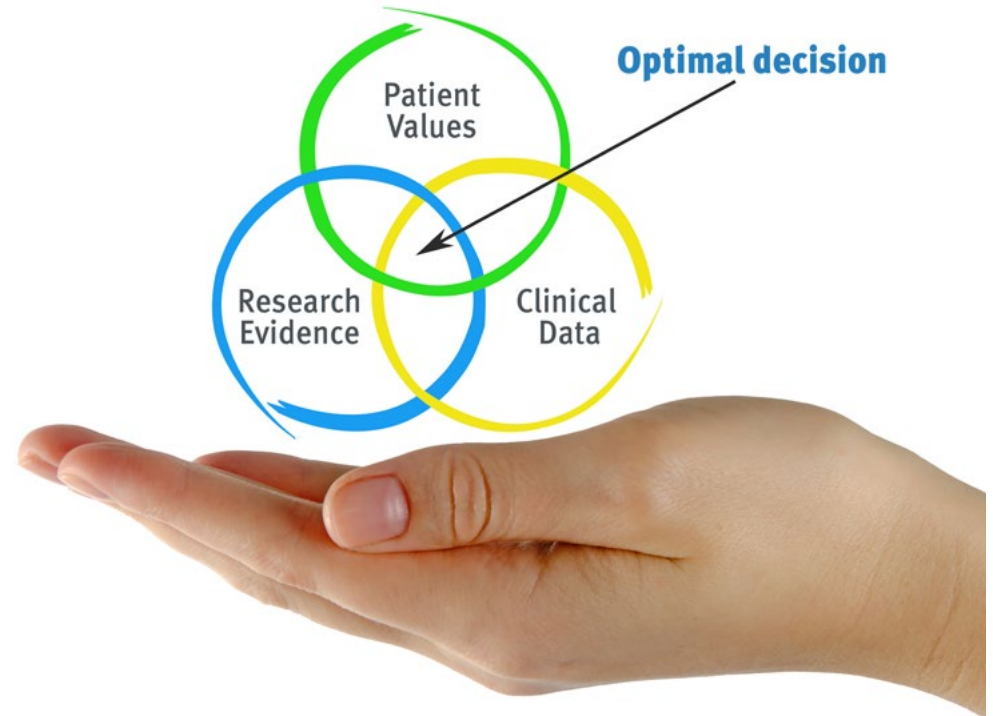 Optimal decision
Patient
Values
Research
Evidence
Clinical
Data